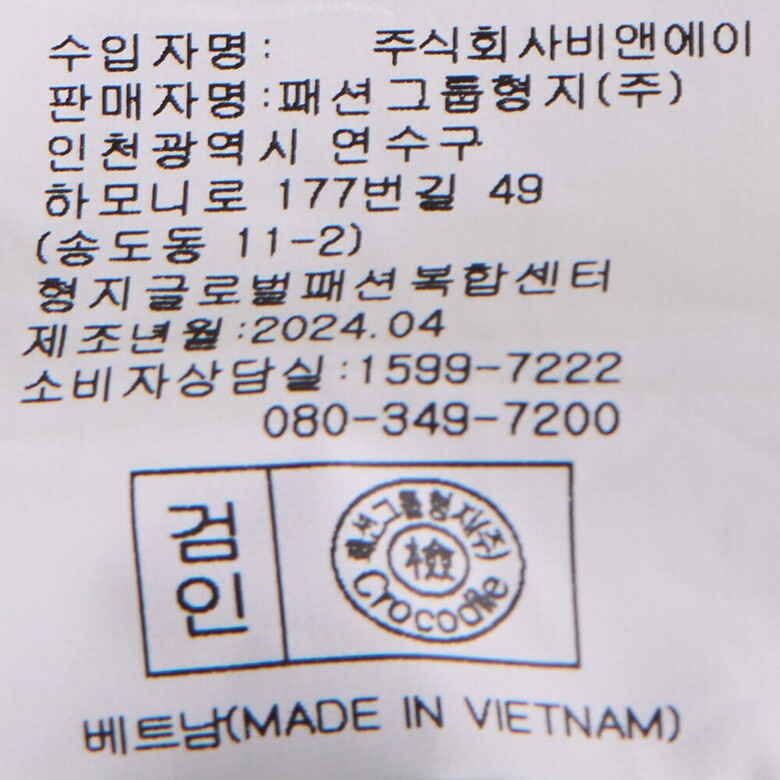 수입자명: 주식회사비앤에이
판매자명:패션그룹형지(주)
인천광역시 연수구
하모니로 177번길 49
(송도동 11-2)
형지글로벌패션복합센터
제조년월:2024.04
소비자상담실:1599-7222
080-349-7200
검인
패션그룹형지(주)
檢
Crocodile
베트남(MADE IN VIETNAM)